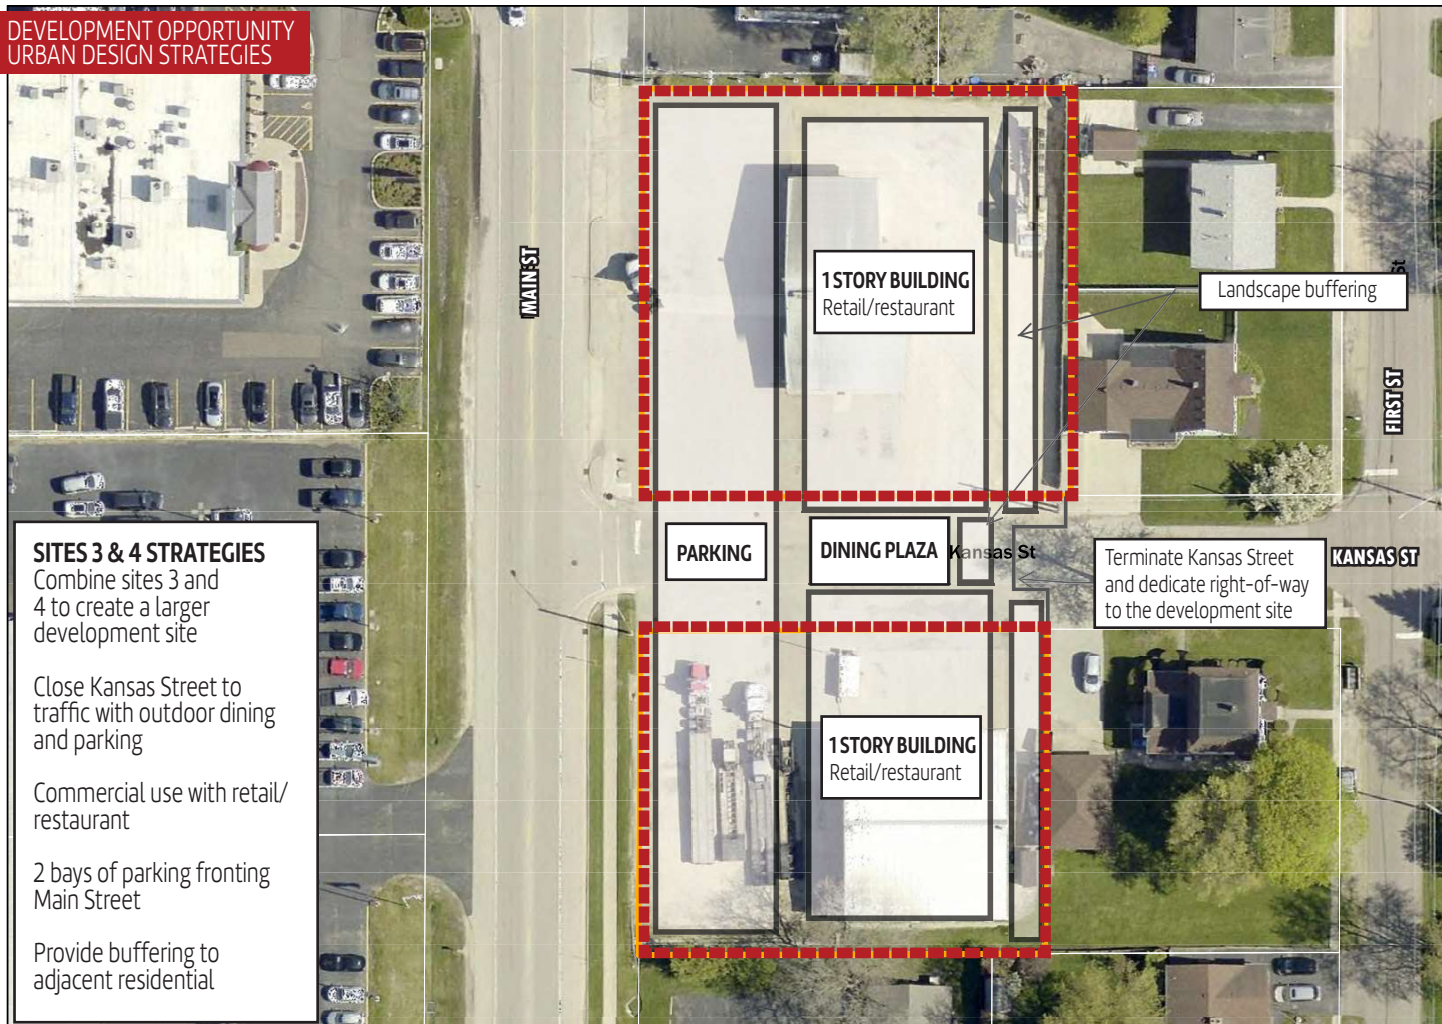 DEVELOPMENT OPPORTUNITY
URBAN DESIGN STRATEGIES
MAIN ST
1 STORY BUILDING
Retail/restaurant
Landscape buffering
St
FIRST ST
PARKING
DINING PLAZA
Kansas St
Terminate Kansas Street
and dedicate right-of-way
to the development site
KANSAS ST
1 STORY BUILDING
Retail/restaurant
SITES 3 & 4 STRATEGIES
Combine sites 3 and
4 to create a larger
development site
Close Kansas Street to
traffic with outdoor dining
and parking
Commercial use with retail/
restaurant
2 bays of parking fronting
Main Street
Provide buffering to
adjacent residential